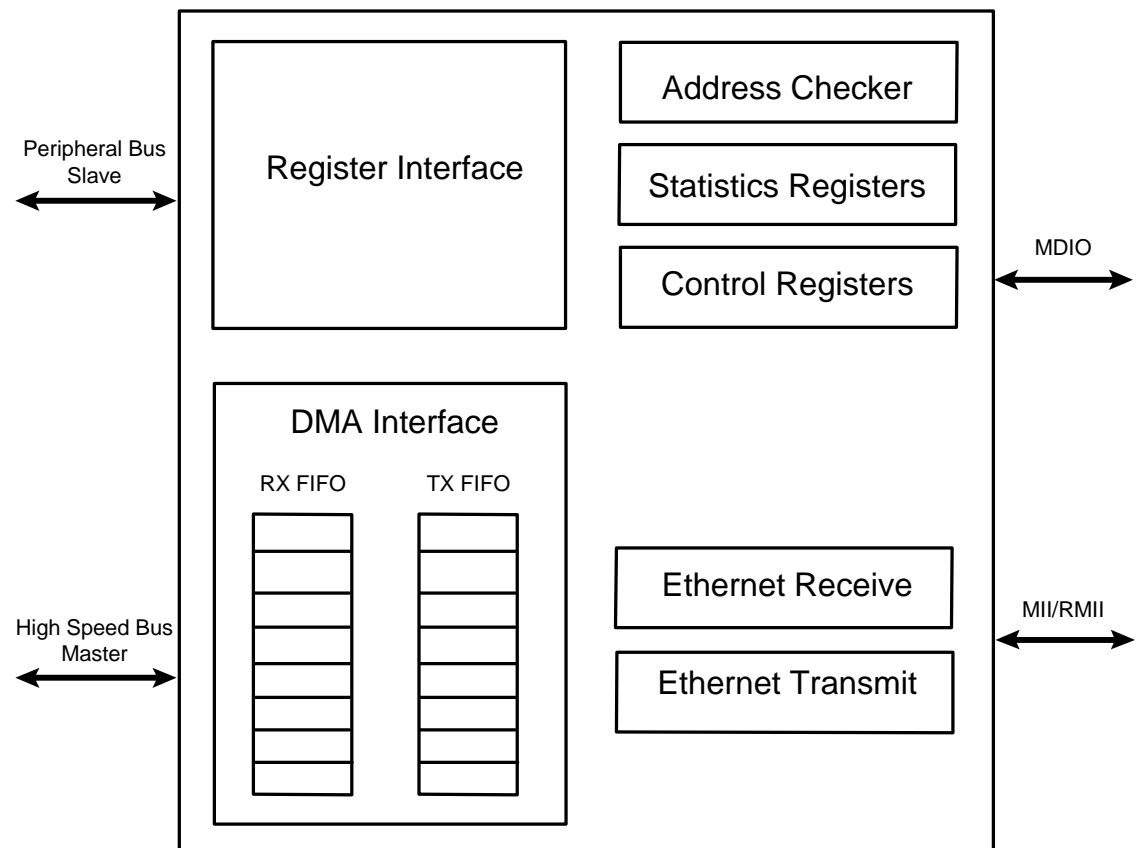 Address Checker
Register Interface
Peripheral Bus
Slave
Statistics Registers
MDIO
Control Registers
DMA Interface
RX FIFO
TX FIFO
Ethernet Receive
High Speed Bus
Master
MII/RMII
Ethernet Transmit